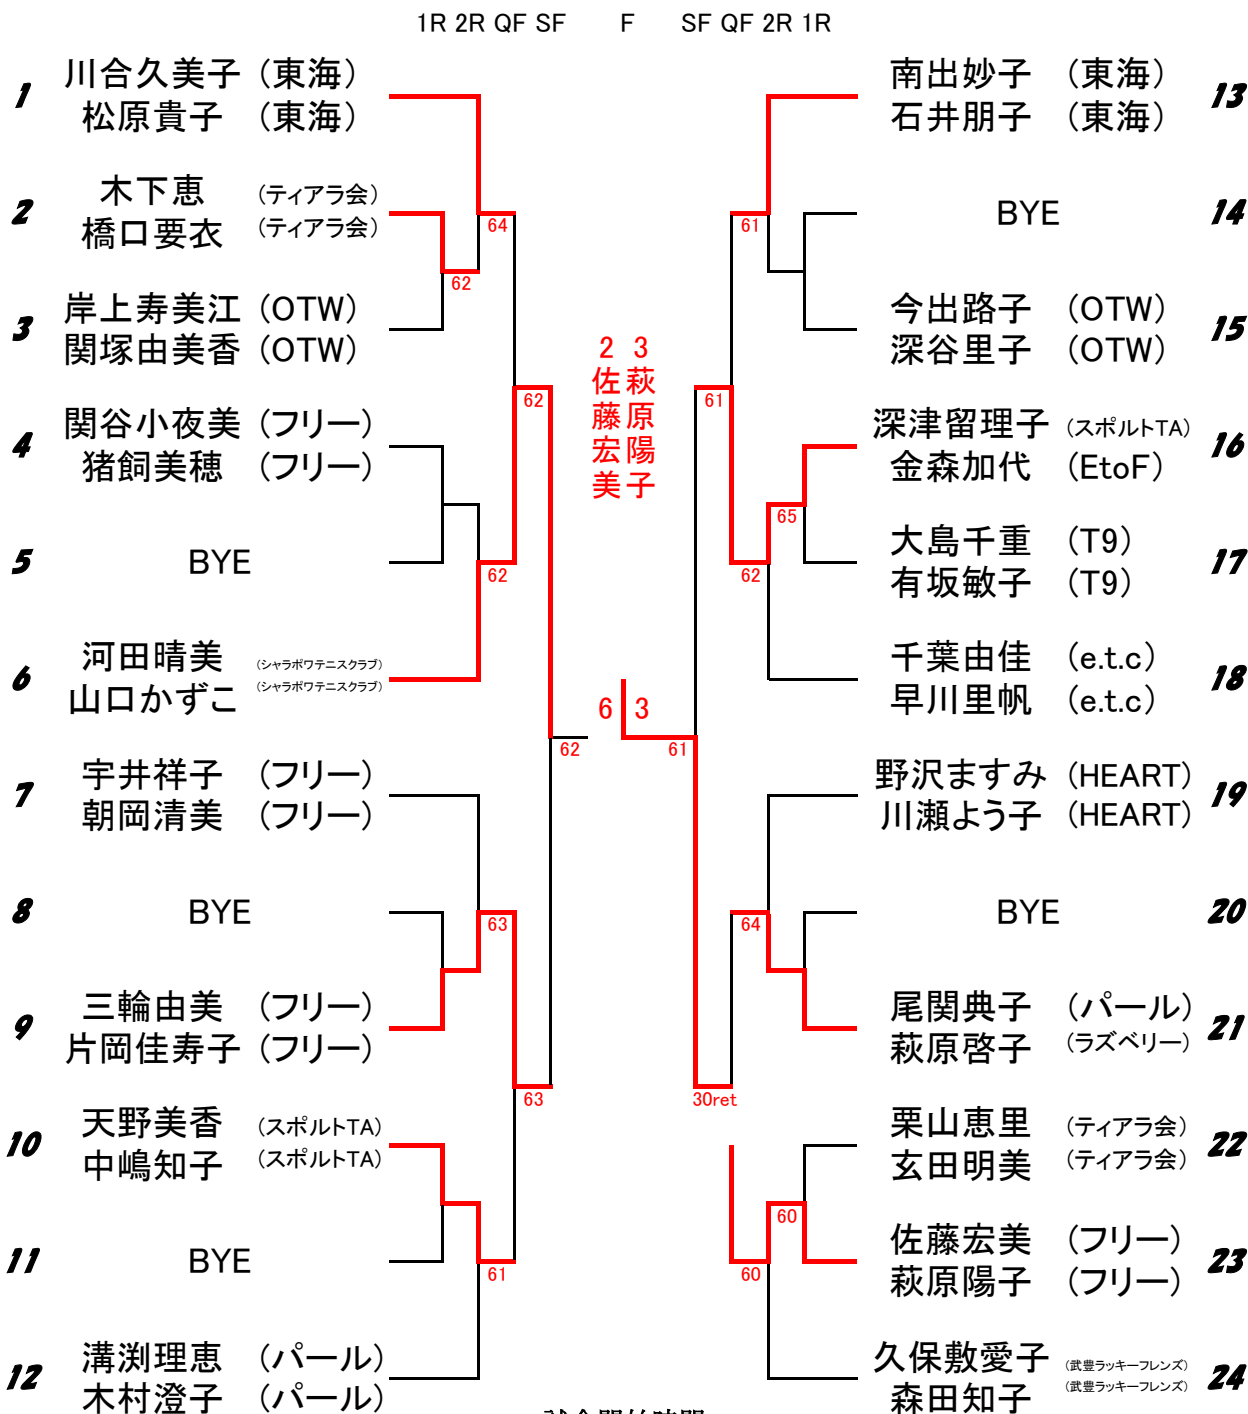 1R 2R QF SF F SF QF 2R 1R
1 川合久美子 (東海)
松原貴子 (東海)
2 木下恵 (ティアラ会)
橋口要衣 (ティアラ会)
3 岸上寿美江 (OTW)
関塚由美香 (OTW)
4 関谷小夜美 (フリー)
猪飼美穂 (フリー)
5 BYE
6 河田晴美 (シャラポワテニスクラブ)
山口かずこ (シャラポワテニスクラブ)
7 宇井祥子 (フリー)
朝岡清美 (フリー)
8 BYE
9 三輪由美 (フリー)
片岡佳寿子 (フリー)
10 天野美香 (スポルトTA)
中嶋知子 (スポルトTA)
11 BYE
12 溝渕理恵 (パール)
木村澄子 (パール)
64
62
62
62
62
63
63
61
23佐藤宏美
萩原陽子
6 3
61
61
62
65
61
64
30ret
60
60
南出妙子 (東海) 13
石井朋子 (東海)
BYE 14
今出路子 (OTW) 15
深谷里子 (OTW)
深津留理子 (スポルトTA) 16
金森加代 (EtoF)
大島千重 (T9) 17
有坂敏子 (T9)
千葉由佳 (e.t.c) 18
早川里帆 (e.t.c)
野沢ますみ (HEART) 19
川瀬よう子 (HEART)
BYE 20
尾関典子 (パール) 21
萩原啓子 (ラズベリー)
栗山恵里 (ティアラ会) 22
玄田明美 (ティアラ会)
佐藤宏美 (フリー) 23
萩原陽子 (フリー)
久保敷愛子 (武豊ラッキーフレンズ) 24
森田知子 (武豊ラッキーフレンズ)